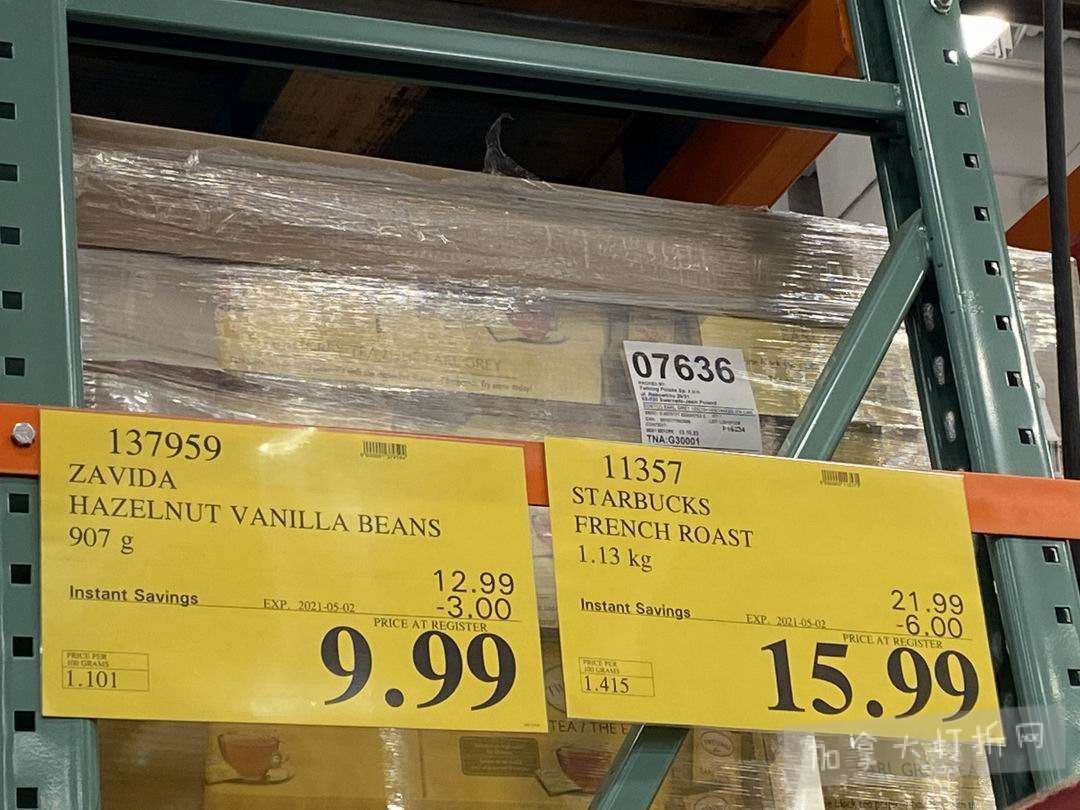 GREY
07636
TNA:G30001
137959
ZAVIDA
HAZELNUT VANILLA BEANS
907 g
12.99
Instant Savings
-3.00
EXP. 2021-05-02
PRICE AT REGISTER
9.99
PRICE PER
100 GRAMS
1.101
11357
STARBUCKS
FRENCH ROAST
1.13 kg
21.99
Instant Savings
-6.00
EXP. 2021-05-02
PRICE AT REGISTER
15.99
PRICE PER
100 GRAMS
1.415
TEA / THE
加拿大打折网